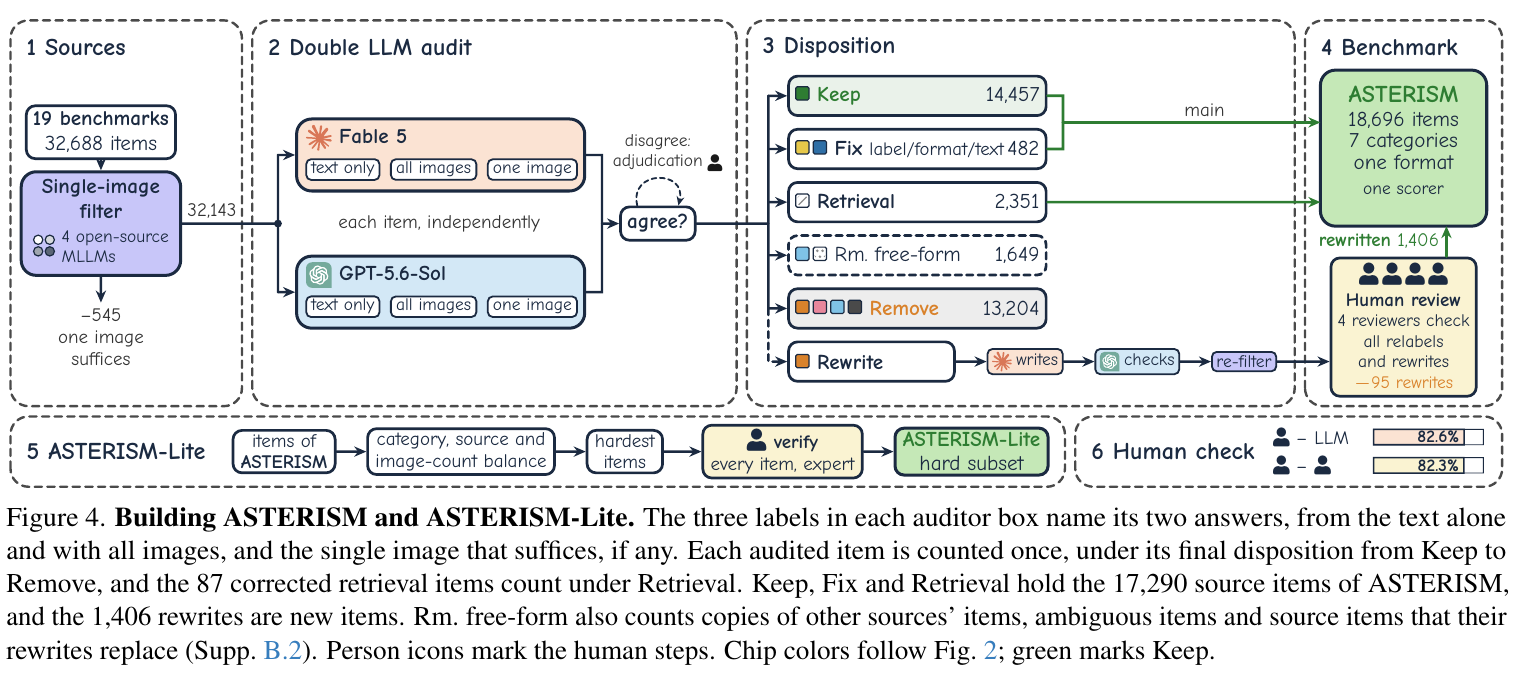 1 Sources
19 benchmarks
32,688 items
Single-image
filter
4 open-source
MLLMs
32,143
−545
one image
suffices
2 Double LLM audit
Fable 5
text only
all images
one image
each item, independently
GPT-5.6-Sol
text only
all images
one image
disagree:
adjudication
agree?
3 Disposition
Keep 14,457
Fix label/format/text 482
Retrieval 2,351
Rm. free-form 1,649
Remove 13,204
Rewrite
writes
checks
re-filter
main
4 Benchmark
ASTERISM
18,696 items
7 categories
one format
one scorer
rewritten 1,406
Human review
4 reviewers check
all relabels
and rewrites
−95 rewrites
5 ASTERISM-Lite
items of
ASTERISM
category, source and
image-count balance
hardest
items
verify
every item, expert
ASTERISM-Lite
hard subset
6 Human check
– LLM 82.6%
– 82.3%
Figure 4. Building ASTERISM and ASTERISM-Lite. The three labels in each auditor box name its two answers, from the text alone
and with all images, and the single image that suffices, if any. Each audited item is counted once, under its final disposition from Keep to
Remove, and the 87 corrected retrieval items count under Retrieval. Keep, Fix and Retrieval hold the 17,290 source items of ASTERISM,
and the 1,406 rewrites are new items. Rm. free-form also counts copies of other sources’ items, ambiguous items and source items that their
rewrites replace (Supp. B.2). Person icons mark the human steps. Chip colors follow Fig. 2; green marks Keep.